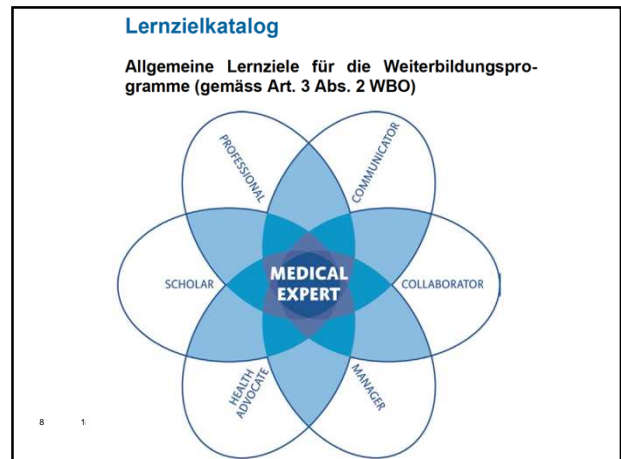 Lernzielkatalog
Allgemeine Lernziele für die Weiterbildungspro-
gramme (gemäss Art. 3 Abs. 2 WBO)
PROFESSIONAL
COMMUNICATOR
SCHOLAR
MEDICAL
EXPERT
COLLABORATOR
HEALTH
ADVOCATE
MANAGER
8